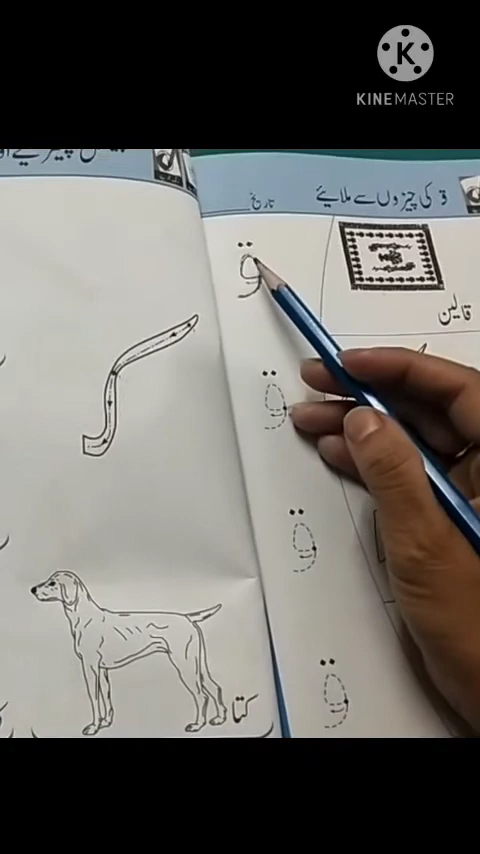 KINEMASTER
ق کی چیزوں سے ملایئے
تاریخ
قالین
ق
ق
ق
ق
کتا